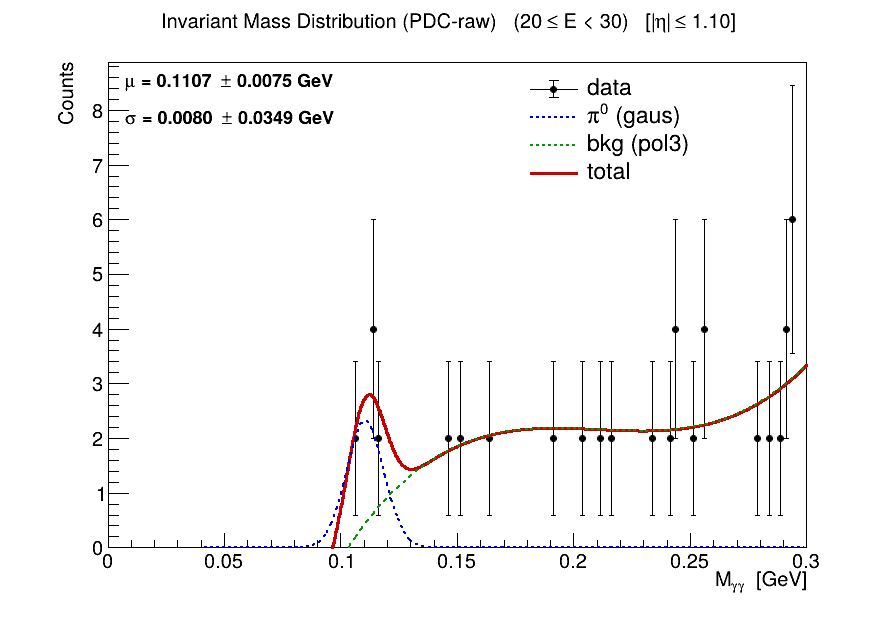 Invariant Mass Distribution (PDC-raw) (20 ≤ E < 30) [|η| ≤ 1.10]
Counts
μ = 0.1107 ± 0.0075 GeV
σ = 0.0080 ± 0.0349 GeV
data
π⁰ (gaus)
bkg (pol3)
total
8
7
6
5
4
3
2
1
0
0 0.05 0.1 0.15 0.2 0.25 0.3
Mγγ [GeV]